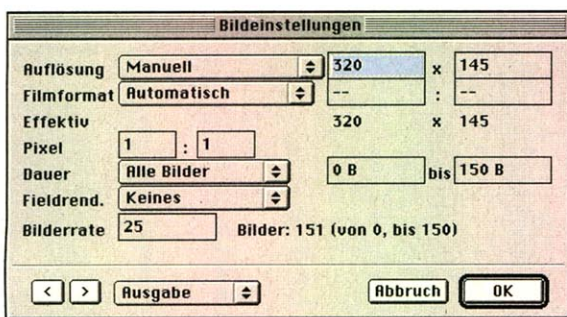 Bildeinstellungen
Auflösung Manuell 320 x 145
Filmformat Automatisch -- : --
Effektiv 320 x 145
Pixel 1 : 1
Dauer Alle Bilder 0 B bis 150 B
Fieldrend. Keines
Bilderrate 25 Bilder: 151 (von 0, bis 150)
< > Ausgabe Abbruch OK